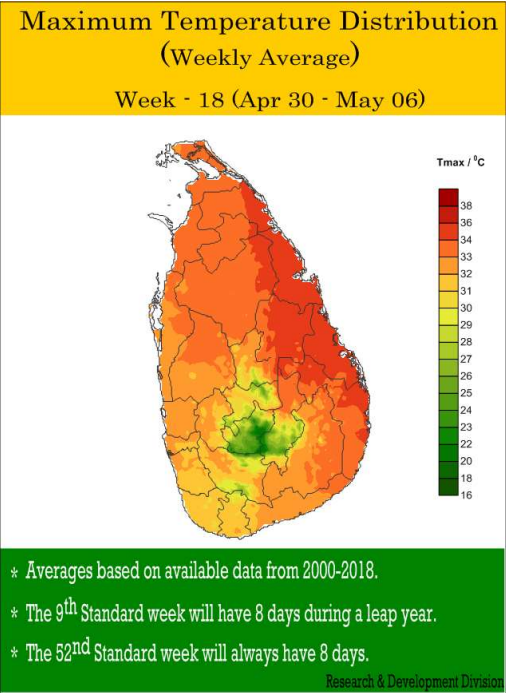 Maximum Temperature Distribution
(Weekly Average)
Week - 18 (Apr 30 - May 06)
Tmax / ⁰C
38
36
34
33
32
31
30
29
28
27
26
25
24
23
22
20
18
16
* Averages based on available data from 2000-2018.
* The 9th Standard week will have 8 days during a leap year.
* The 52nd Standard week will always have 8 days.
Research & Development Division